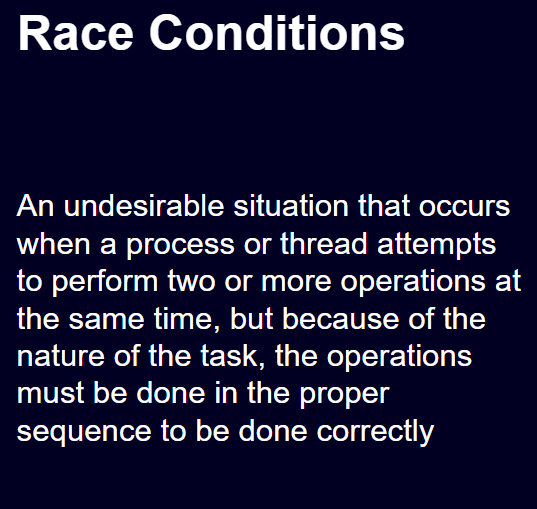 Race Conditions
An undesirable situation that occurs
when a process or thread attempts
to perform two or more operations at
the same time, but because of the
nature of the task, the operations
must be done in the proper
sequence to be done correctly